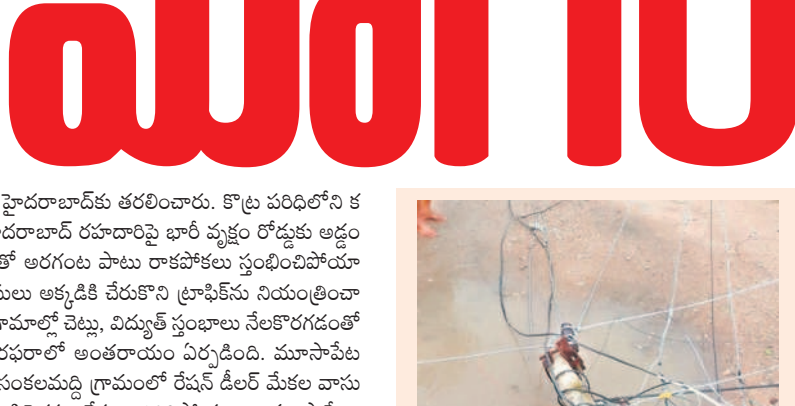 హైదరాబాద్‌కు తరలించారు. కొట్ర పరిధిలోని క
దరాబాద్ రహదారిపై భారీ వృక్షం రోడ్డుకు అడ్డం
తో అరగంట పాటు రాకపోకలు స్తంభించిపోయా
లు అక్కడికి చేరుకొని ట్రాఫిక్‌ను నియంత్రించా
మాల్లో చెట్లు, విద్యుత్ స్తంభాలు నేలకొరగడంతో
రఫరాలో అంతరాయం ఏర్పడింది. మూసాపేట
సంకలమద్ది గ్రామంలో రేషన్ డీలర్ మేకల వాసు